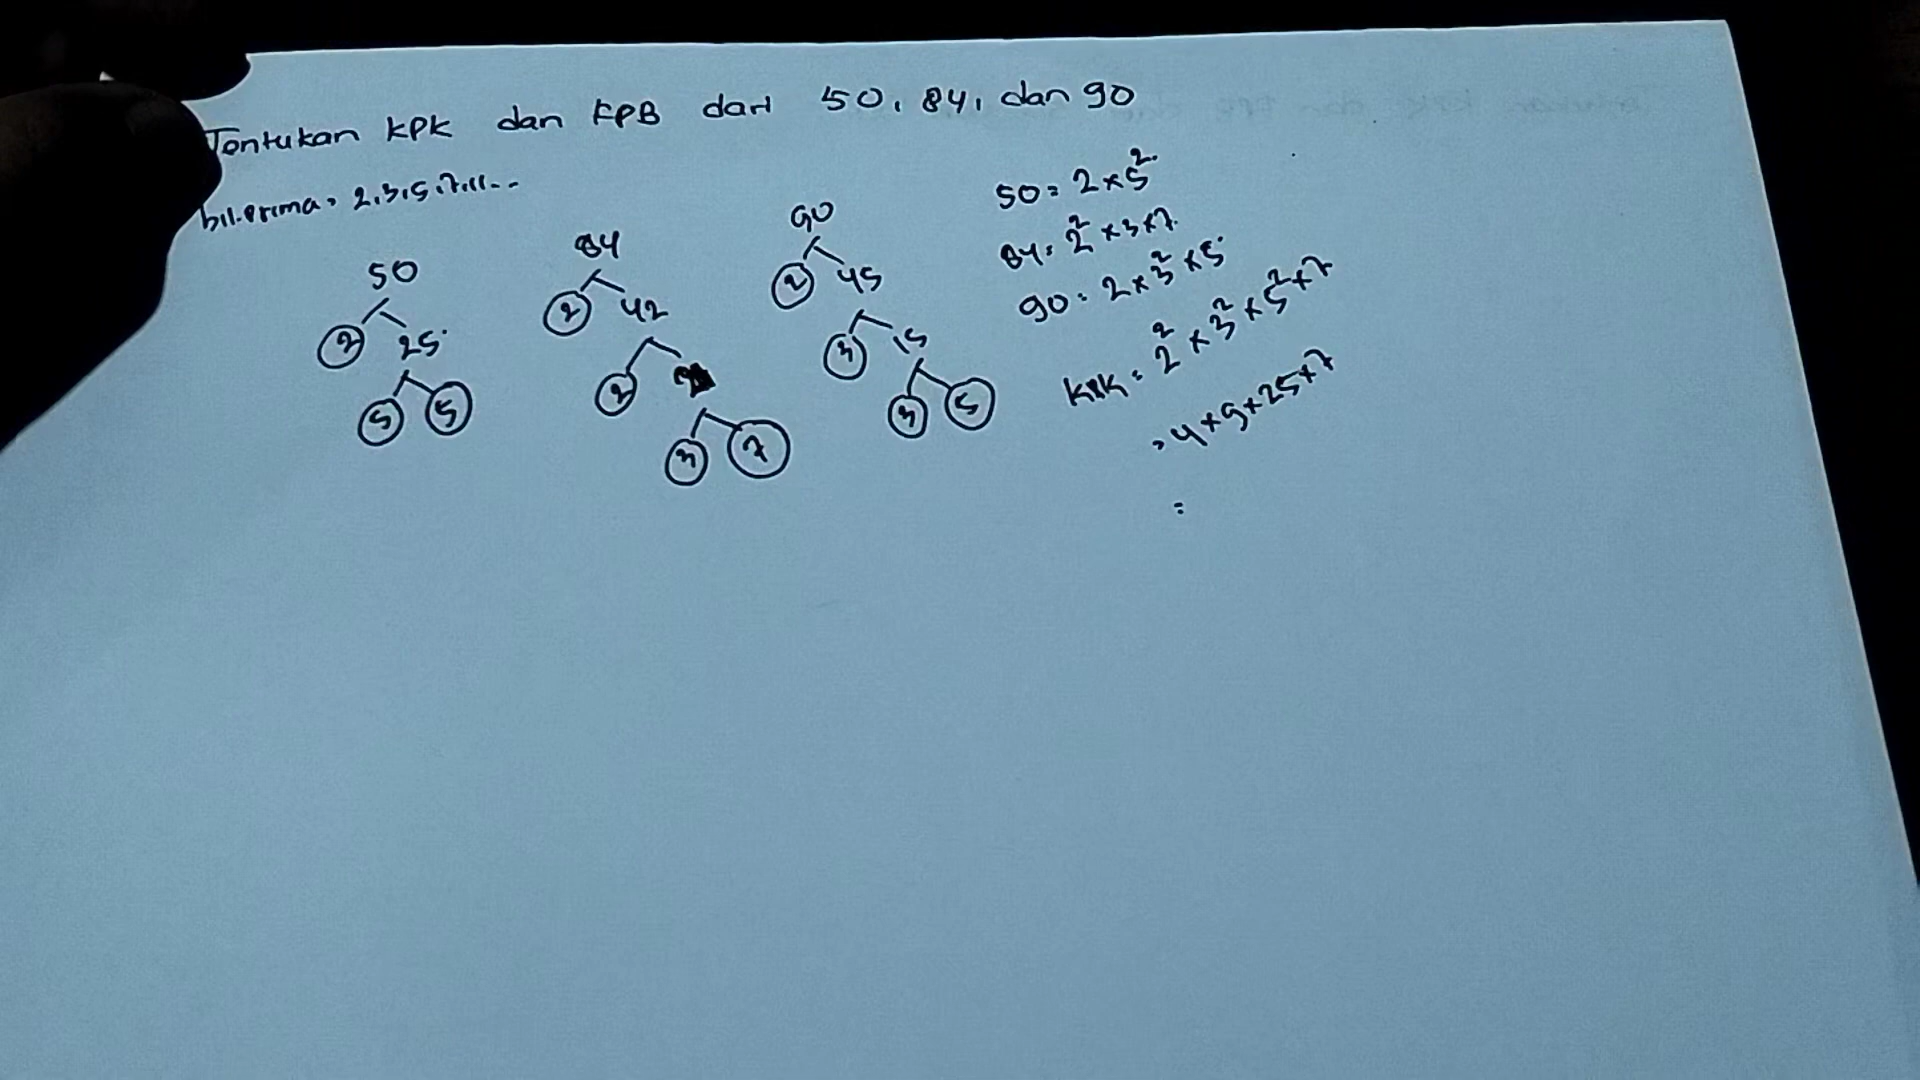 Tentukan KPK dan FPB dari 50, 84, dan 90
bil.prima = 2,3,5,7,11...
50
2 25
5 5
84
2 42
2
3 7
90
2 45
3 15
3 5
50 = 2 × 5²
84 = 2² × 3 × 7
90 = 2 × 3² × 5
KPK = 2² × 3² × 5² × 7
= 4 × 9 × 25 × 7
=